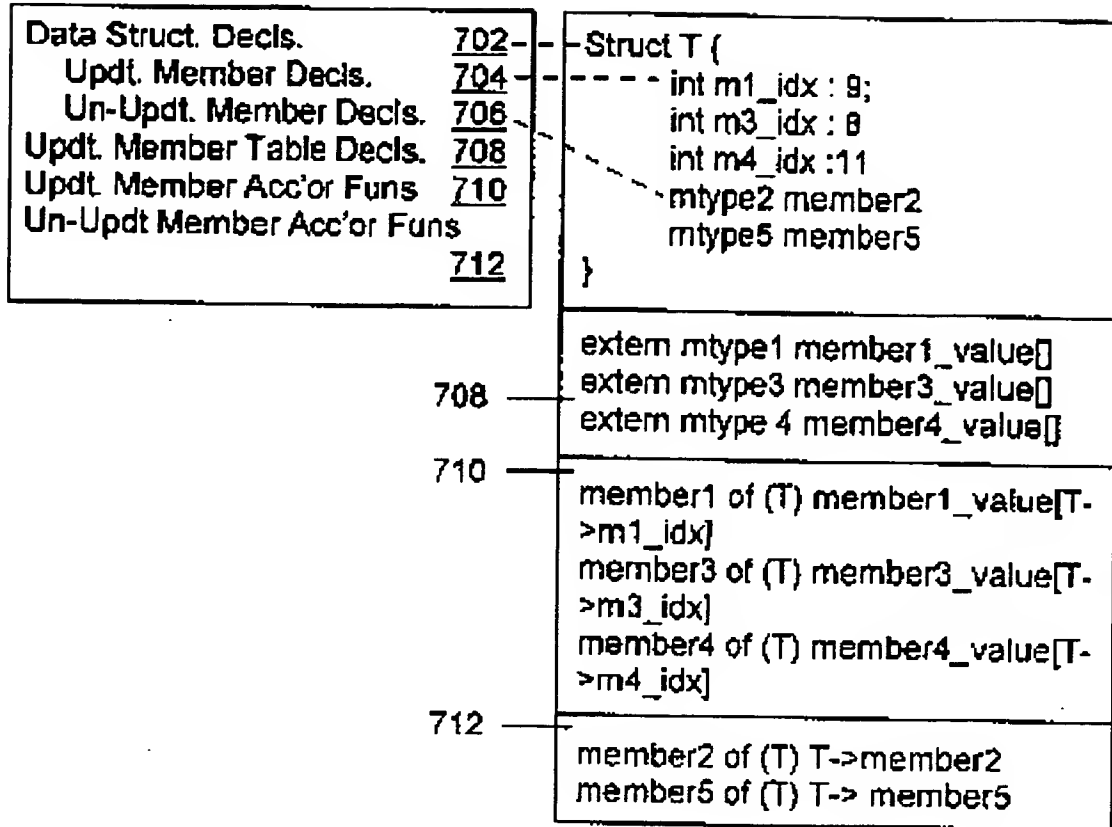 Data Struct. Decls. 702
Updt. Member Decls. 704
Un-Updt. Member Decls. 706
Updt. Member Table Decls. 708
Updt. Member Acc'or Funs 710
Un-Updt Member Acc'or Funs
712
Struct T {
int m1_idx : 9;
int m3_idx : 8
int m4_idx :11
mtype2 member2
mtype5 member5
}
708
extern mtype1 member1_value[]
extern mtype3 member3_value[]
extern mtype 4 member4_value[]
710
member1 of (T) member1_value[T-
>m1_idx]
member3 of (T) member3_value[T-
>m3_idx]
member4 of (T) member4_value[T-
>m4_idx]
712
member2 of (T) T->member2
member5 of (T) T-> member5